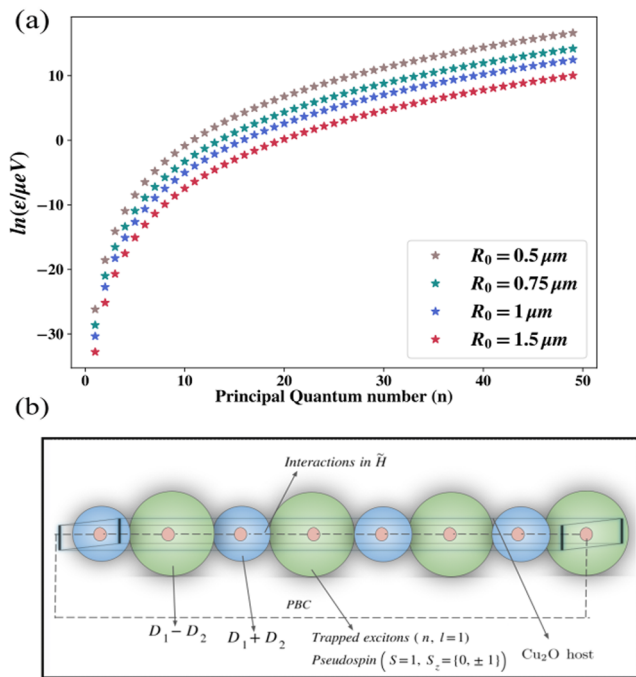 (a)
ln(ε/μeV)
10
0
−10
−20
−30
R₀ = 0.5 μm
R₀ = 0.75 μm
R₀ = 1 μm
R₀ = 1.5 μm
0 10 20 30 40 50
Principal Quantum number (n)
(b)
Interactions in H̃
PBC
D₁ − D₂
D₁ + D₂
Trapped excitons ( n, l = 1)
Pseudospin ( S = 1, S_z = {0, ± 1})
Cu₂O host